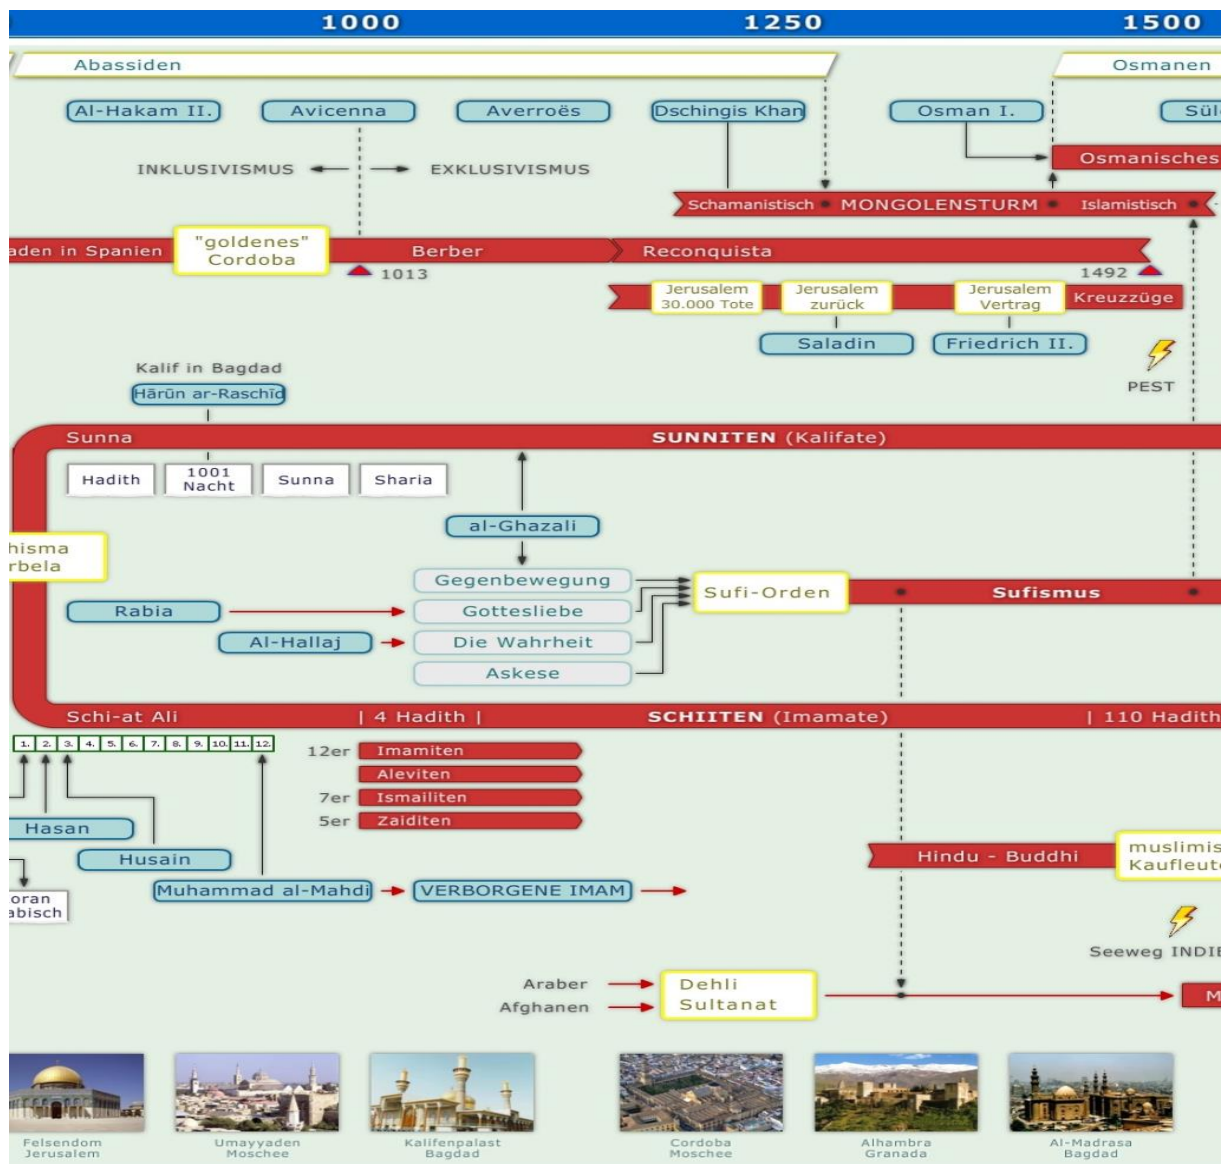 1000 1250 1500
Abassiden
Osmanen
Al-Hakam II.
Avicenna
Averroës
Dschingis Khan
Osman I.
Sül
INKLUSIVISMUS
EXKLUSIVISMUS
Osmanisches
Schamanistisch
MONGOLENSTURM
Islamistisch
aden in Spanien
"goldenes"
Cordoba
Berber
Reconquista
1013
1492
Jerusalem
30.000 Tote
Jerusalem
zurück
Jerusalem
Vertrag
Kreuzzüge
Saladin
Friedrich II.
PEST
Kalif in Bagdad
Hārūn ar-Raschīd
Sunna
SUNNITEN (Kalifate)
Hadith
1001
Nacht
Sunna
Sharia
al-Ghazali
hisma
rbela
Gegenbewegung
Rabia
Gottesliebe
Al-Hallaj
Die Wahrheit
Askese
Sufi-Orden
Sufismus
Schi-at Ali
| 4 Hadith |
SCHIITEN (Imamate)
| 110 Hadith
1. 2. 3. 4. 5. 6. 7. 8. 9. 10. 11. 12.
12er Imamiten
Aleviten
7er Ismailiten
5er Zaiditen
Hasan
Husain
Muhammad al-Mahdi
VERBORGENE IMAM
oran
abisch
Hindu - Buddhi
muslimis
Kaufleute
Seeweg INDIE
Araber
Afghanen
Dehli
Sultanat
M
Felsendom
Jerusalem
Umayyaden
Moschee
Kalifenpalast
Bagdad
Cordoba
Moschee
Alhambra
Granada
Al-Madrasa
Bagdad